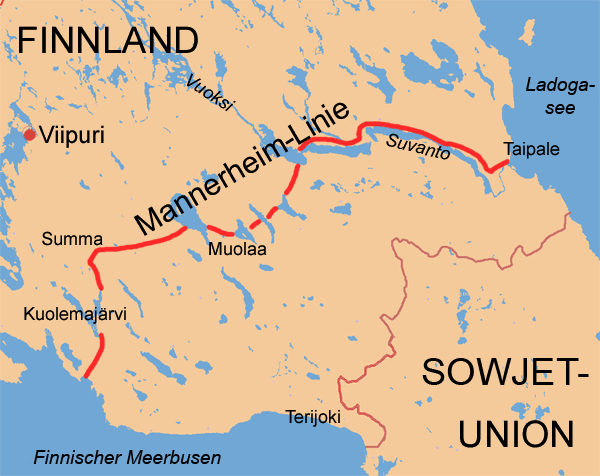 FINNLAND
Vuoksi
Ladoga-
see
Viipuri
Mannerheim-Linie
Suvanto
Taipale
Summa
Muolaa
Kuolemajärvi
SOWJET-
UNION
Terijoki
Finnischer Meerbusen